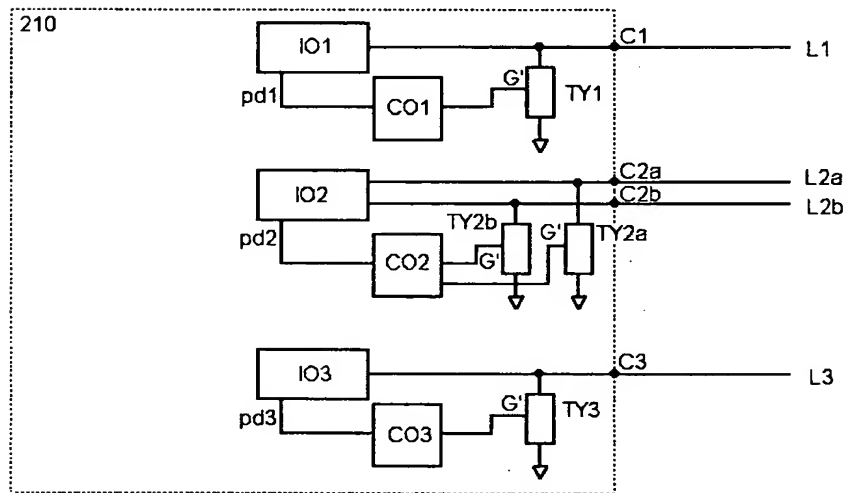 210
IO1
C1
L1
pd1
CO1
G'
TY1
IO2
C2a
L2a
C2b
L2b
pd2
CO2
TY2b
G'
G'
TY2a
IO3
C3
L3
pd3
CO3
G'
TY3